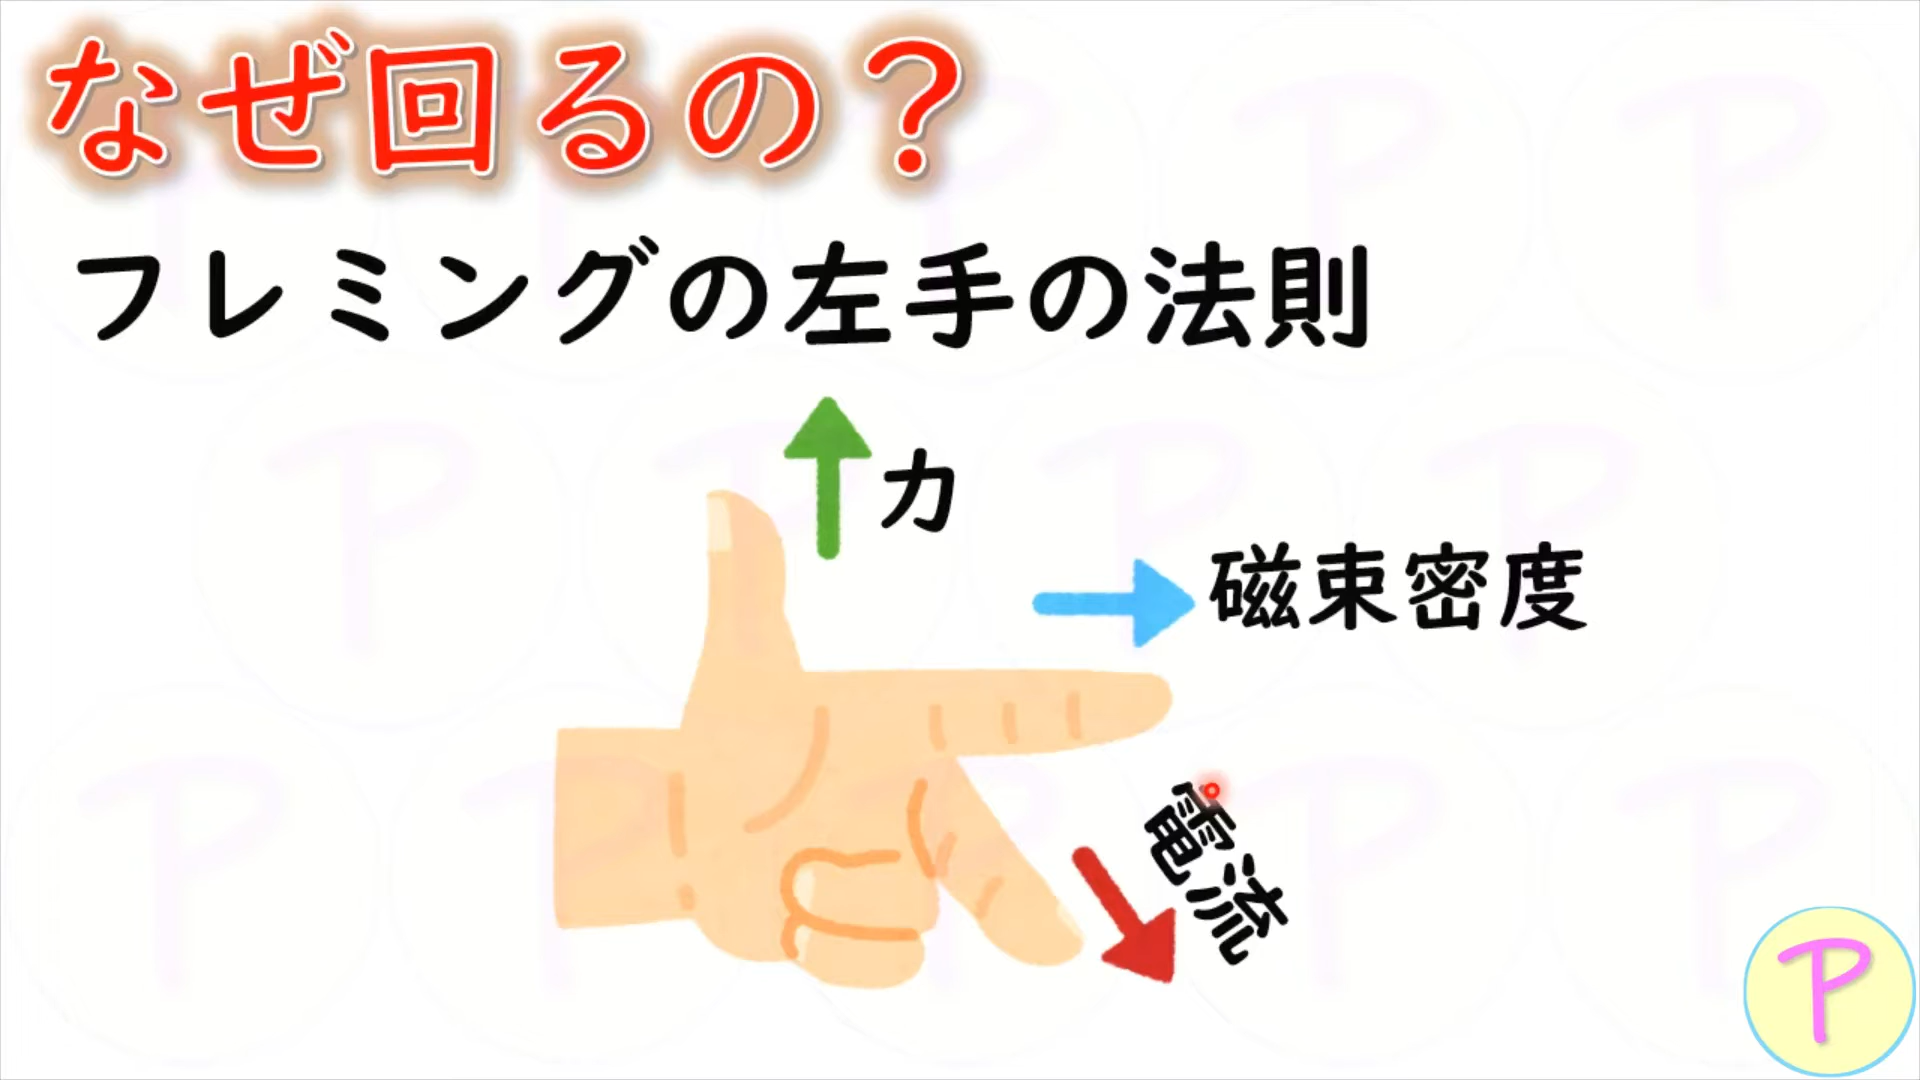 なぜ回るの？
フレミングの左手の法則
力
磁束密度
電流
P